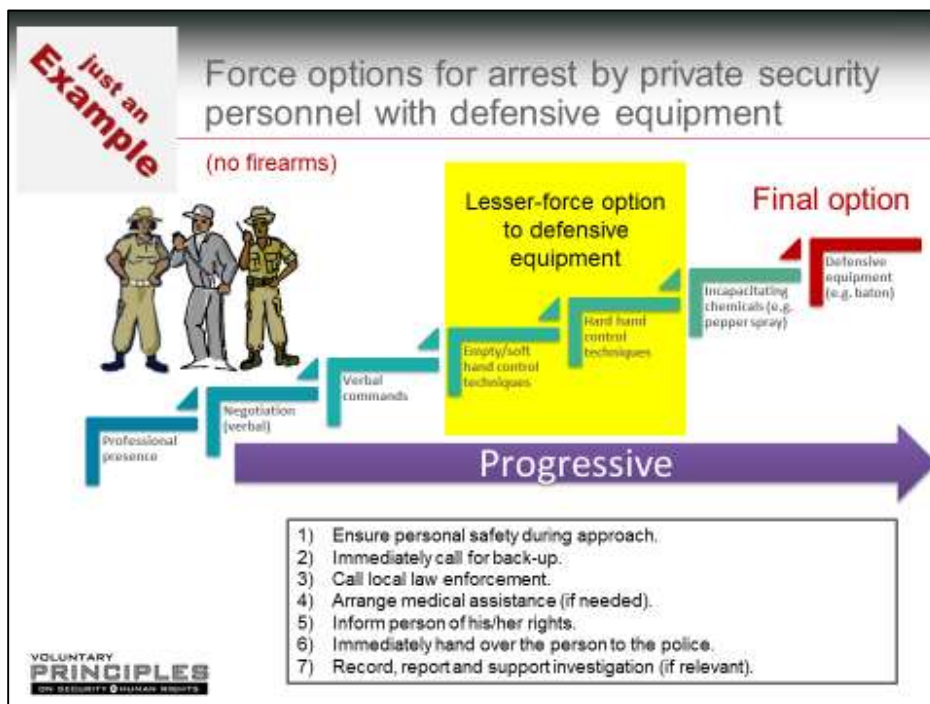 just an
Example
Force options for arrest by private security
personnel with defensive equipment
(no firearms)
Lesser-force option
to defensive
equipment
Final option
Professional
presence
Negotiation
(verbal)
Verbal
commands
Empty/soft
hand control
techniques
Hard hand
control
techniques
Incapacitating
chemicals (e.g.
pepper spray)
Defensive
equipment
(e.g. baton)
Progressive
1) Ensure personal safety during approach.
2) Immediately call for back-up.
3) Call local law enforcement.
4) Arrange medical assistance (if needed).
5) Inform person of his/her rights.
6) Immediately hand over the person to the police.
7) Record, report and support investigation (if relevant).
VOLUNTARY
PRINCIPLES
ON SECURITY + HUMAN RIGHTS